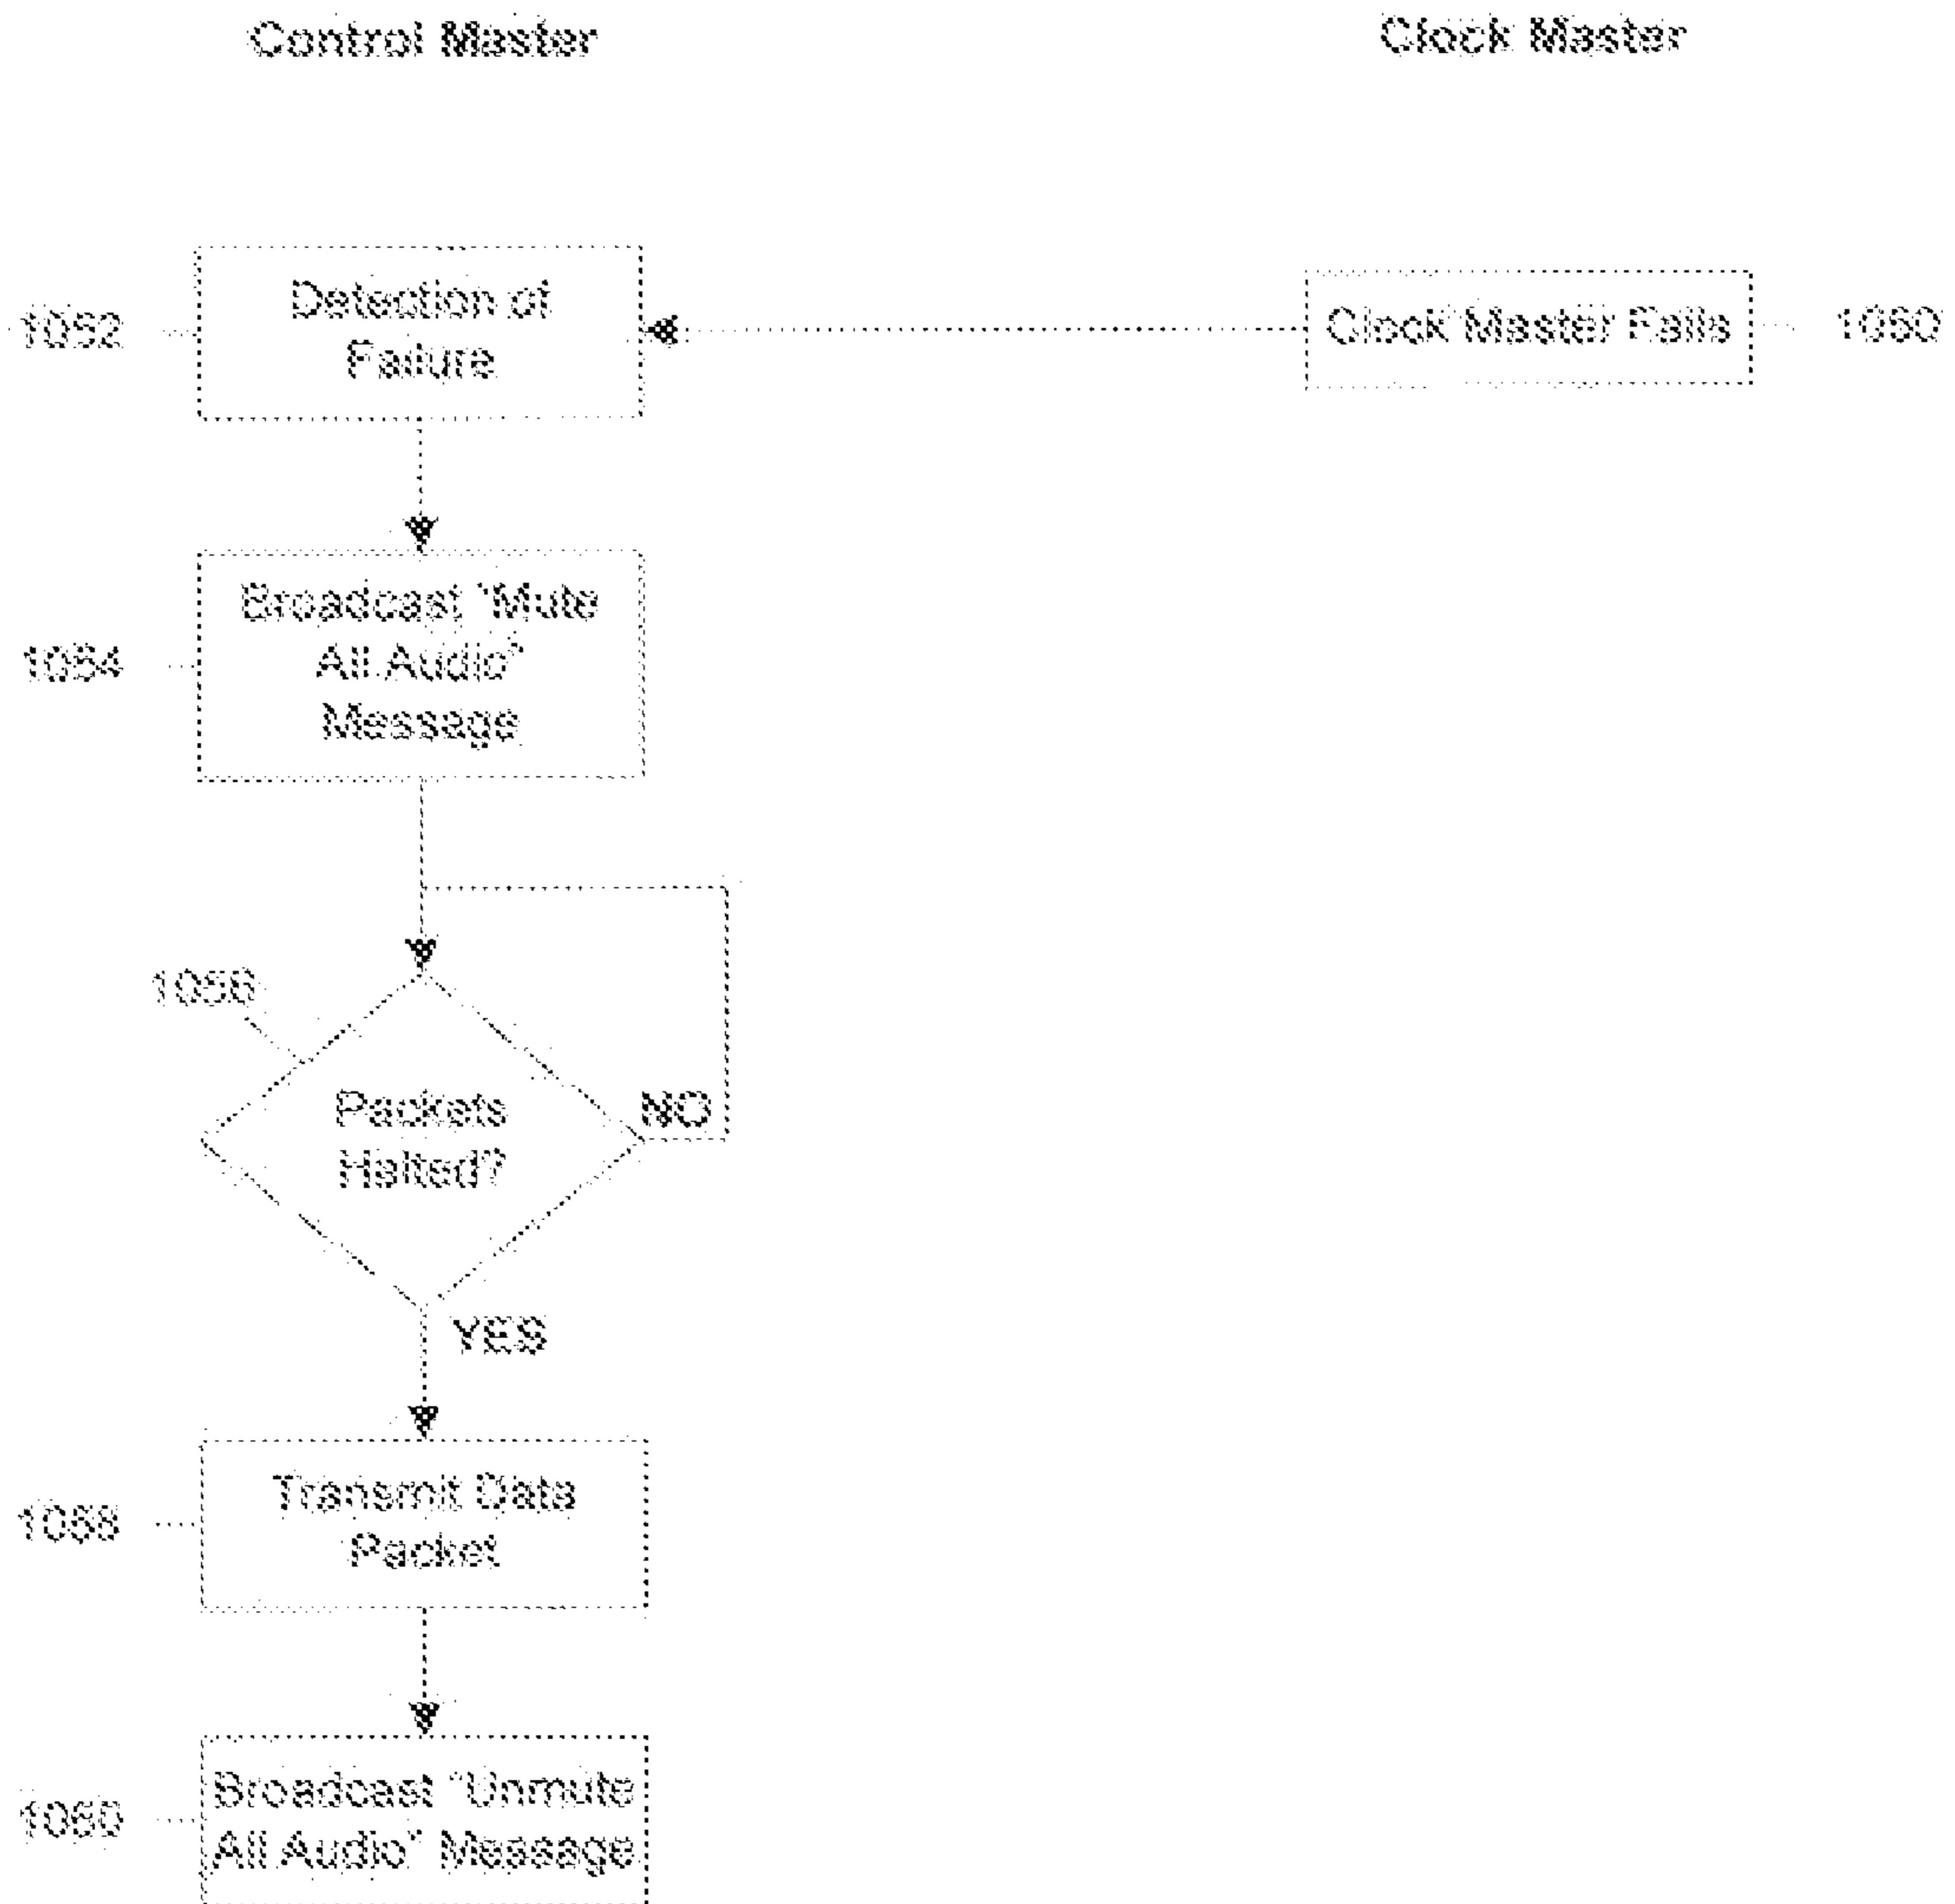 Control Master
Clock Master
Detection of
Failure
1052
Clock Master Fails
1050
Broadcast "Mute
All Audio"
Message
1054
1056
Packets
Halted?
NO
YES
Transmit Data
Packet
1058
Broadcast "Unmute
All Audio" Message
1060